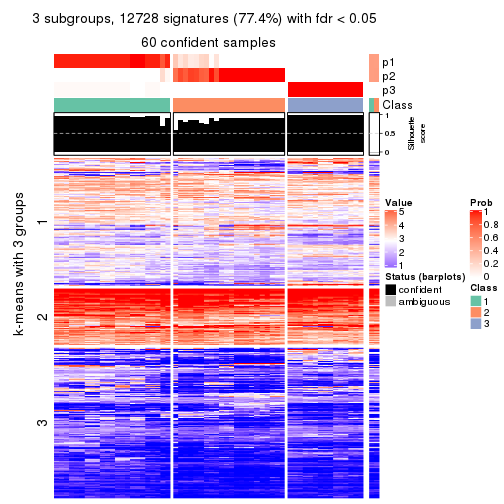 3 subgroups, 12728 signatures (77.4%) with fdr < 0.05
60 confident samples
p1
p2
p3
Class
1
0.5
0
Silhouette
score
k-means with 3 groups
1
2
3
Value
5
4
3
2
1
Status (barplots)
confident
ambiguous
Prob
1
0.8
0.6
0.4
0.2
0
Class
1
2
3